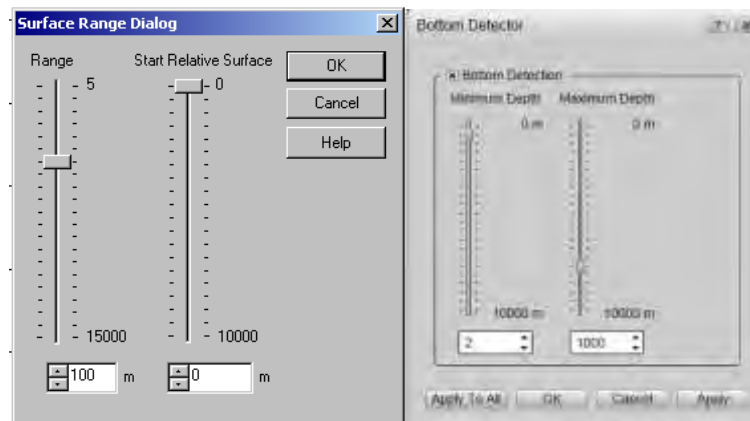 Surface Range Dialog
Range
Start Relative Surface
5
0
15000
10000
100 m
0 m
OK
Cancel
Help
Bottom Detector
Bottom Detection
Minimum Depth
Maximum Depth
0 m
0 m
10000 m
10000 m
2
1000
Apply To All
OK
Cancel
Apply